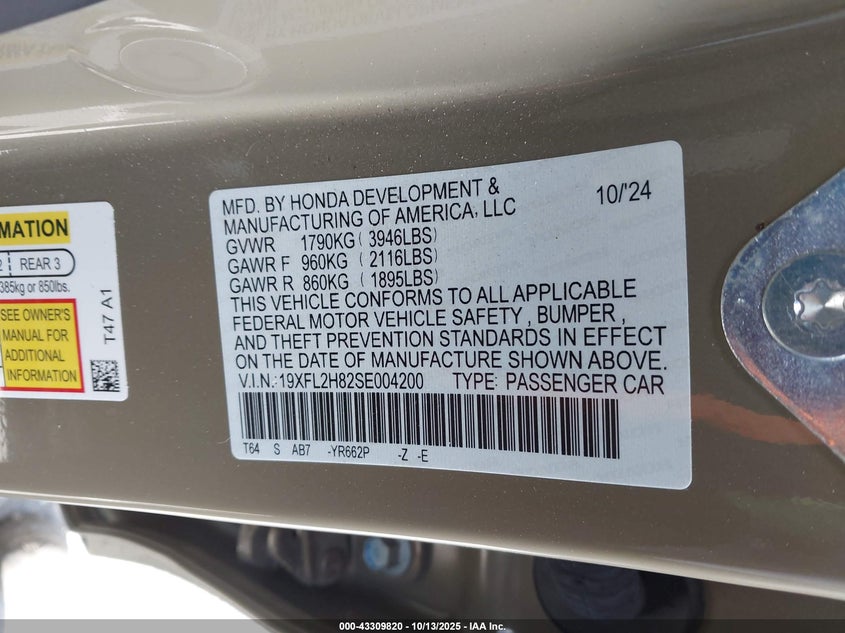 MFD. BY HONDA DEVELOPMENT &
MANUFACTURING OF AMERICA, LLC
10/'24
GVWR 1790KG ( 3946LBS)
GAWR F 960KG ( 2116LBS)
GAWR R 860KG ( 1895LBS)
THIS VEHICLE CONFORMS TO ALL APPLICABLE
FEDERAL MOTOR VEHICLE SAFETY , BUMPER ,
AND THEFT PREVENTION STANDARDS IN EFFECT
ON THE DATE OF MANUFACTURE SHOWN ABOVE.
V.I.N.:19XFL2H82SE004200 TYPE: PASSENGER CAR
T64 S AB7 -YR662P -Z -E
MATION
2 REAR 3
385kg or 850lbs.
SEE OWNER'S
MANUAL FOR
ADDITIONAL
INFORMATION
T47 A1
000-43309820 - 10/13/2025 - IAA Inc.